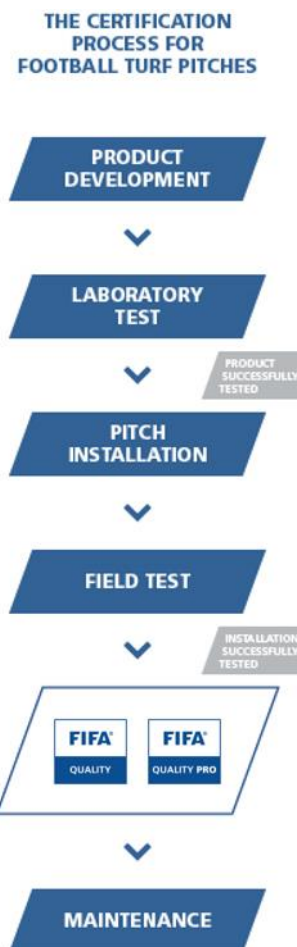 THE CERTIFICATION
PROCESS FOR
FOOTBALL TURF PITCHES
PRODUCT
DEVELOPMENT
LABORATORY
TEST
PRODUCT
SUCCESSFULLY
TESTED
PITCH
INSTALLATION
FIELD TEST
INSTALLATION
SUCCESSFULLY
TESTED
FIFA®
QUALITY
FIFA®
QUALITY PRO
MAINTENANCE